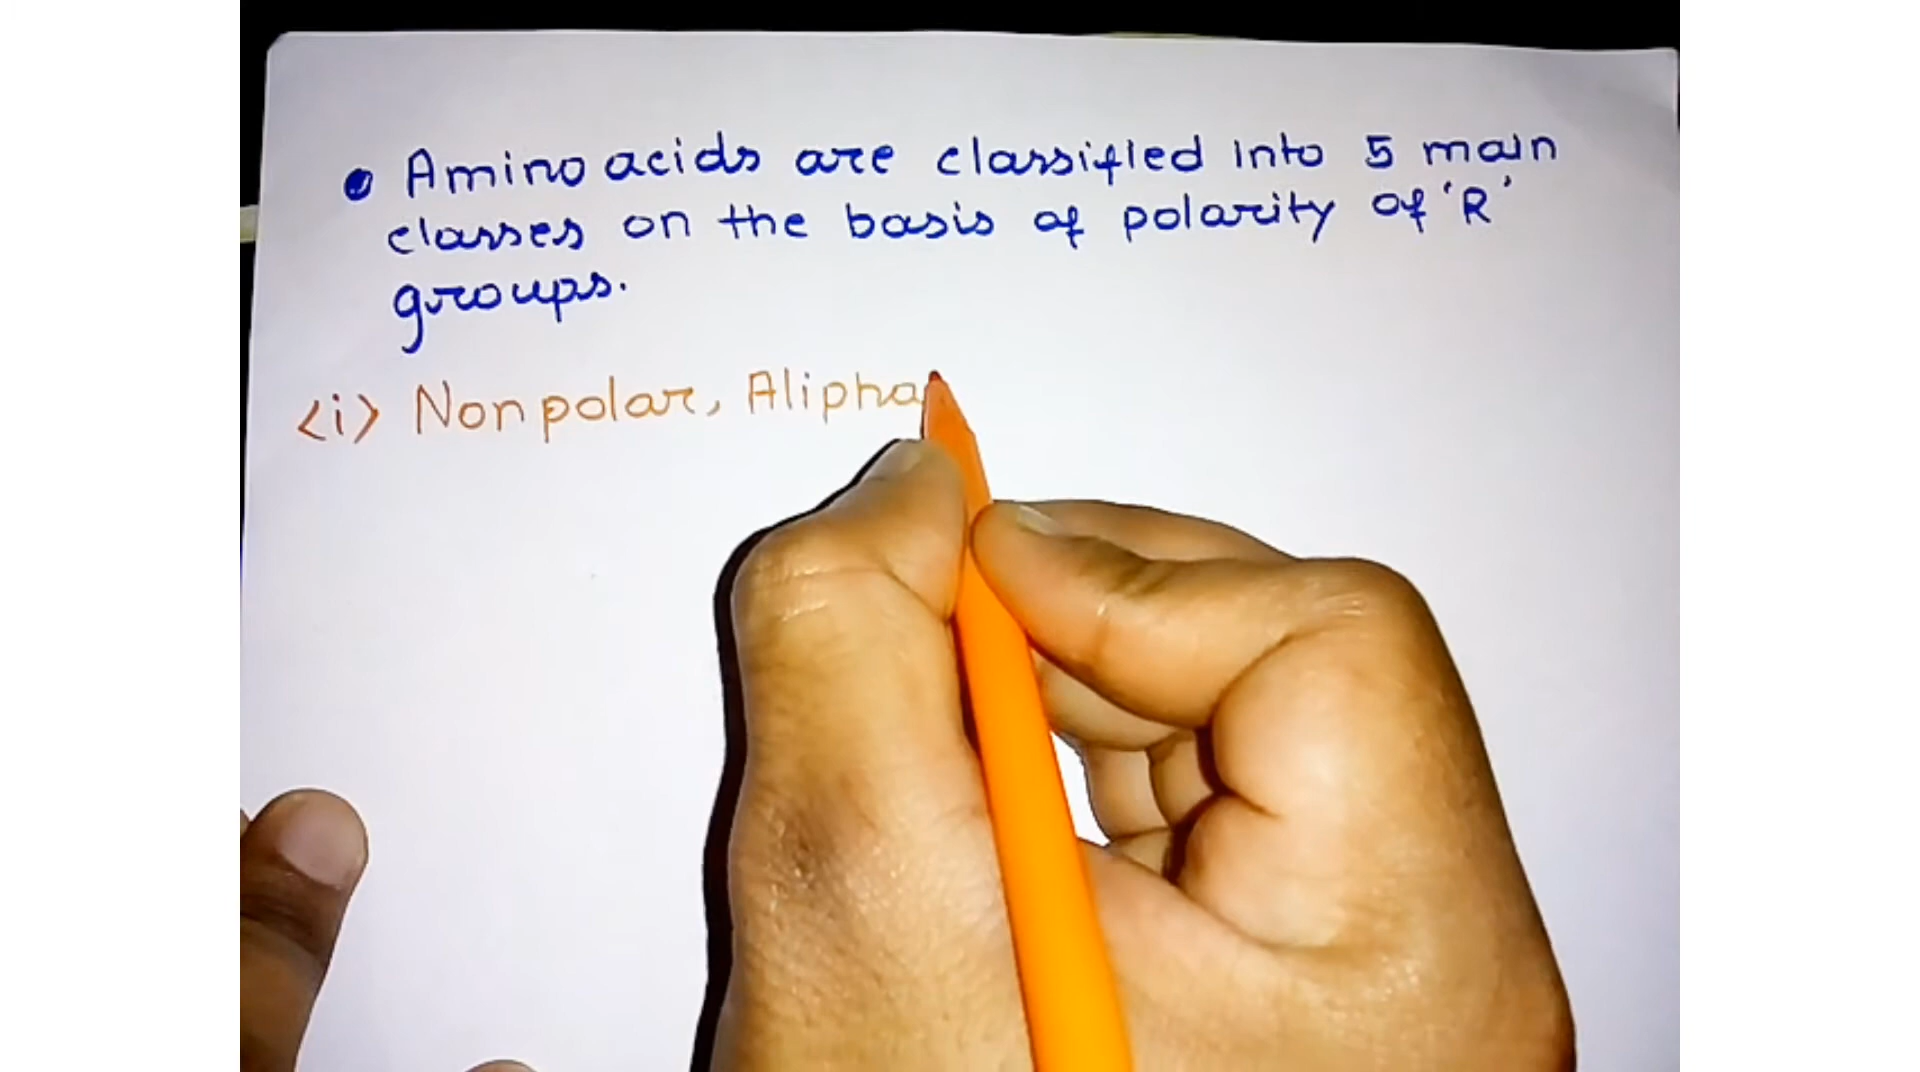 Amino acids are classified into 5 main
classes on the basis of polarity of 'R'
groups.
<i> Nonpolar, Alipha